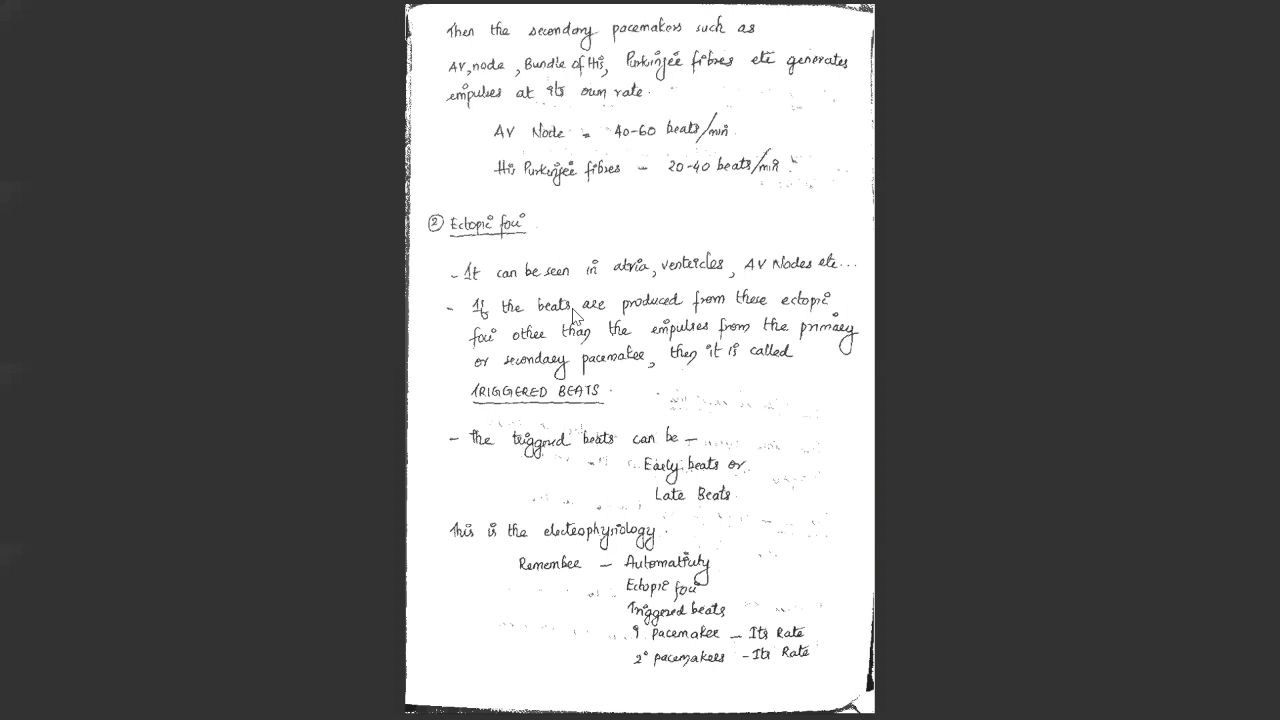 Then the secondary pacemakers such as
AV, node, Bundle of His, Purkinjee fibres etc generates
empulses at its own rate.
AV Node - 40-60 beats/min
His Purkinjee fibres - 20-40 beats/min
② Ectopic foci
- It can be seen in atria, ventricles, AV Nodes etc...
- If the beats are produced from these ectopic
foci other than the empulses from the primary
or secondary pacemaker, then it is called
TRIGGERED BEATS.
- The triggered beats can be -
Early beats or
Late Beats
This is the electrophysiology.
Remember - Automaticity
Ectopic foci
Triggered beats
1° pacemaker - Its Rate
2° pacemakers - Its Rate